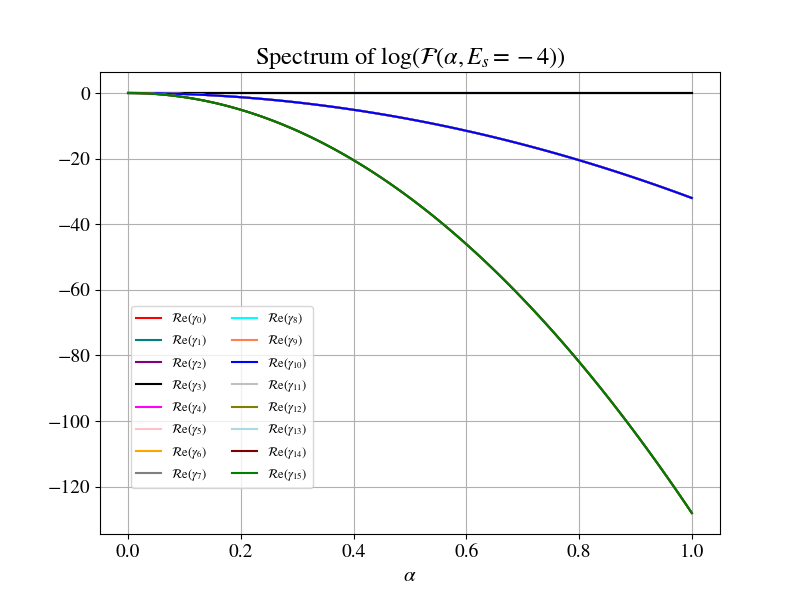 Spectrum of log(ℱ(α, E_s = −4))
0
−20
−40
−60
−80
−100
−120
ℛe(γ₀) ℛe(γ₈)
ℛe(γ₁) ℛe(γ₉)
ℛe(γ₂) ℛe(γ₁₀)
ℛe(γ₃) ℛe(γ₁₁)
ℛe(γ₄) ℛe(γ₁₂)
ℛe(γ₅) ℛe(γ₁₃)
ℛe(γ₆) ℛe(γ₁₄)
ℛe(γ₇) ℛe(γ₁₅)
0.0 0.2 0.4 0.6 0.8 1.0
α